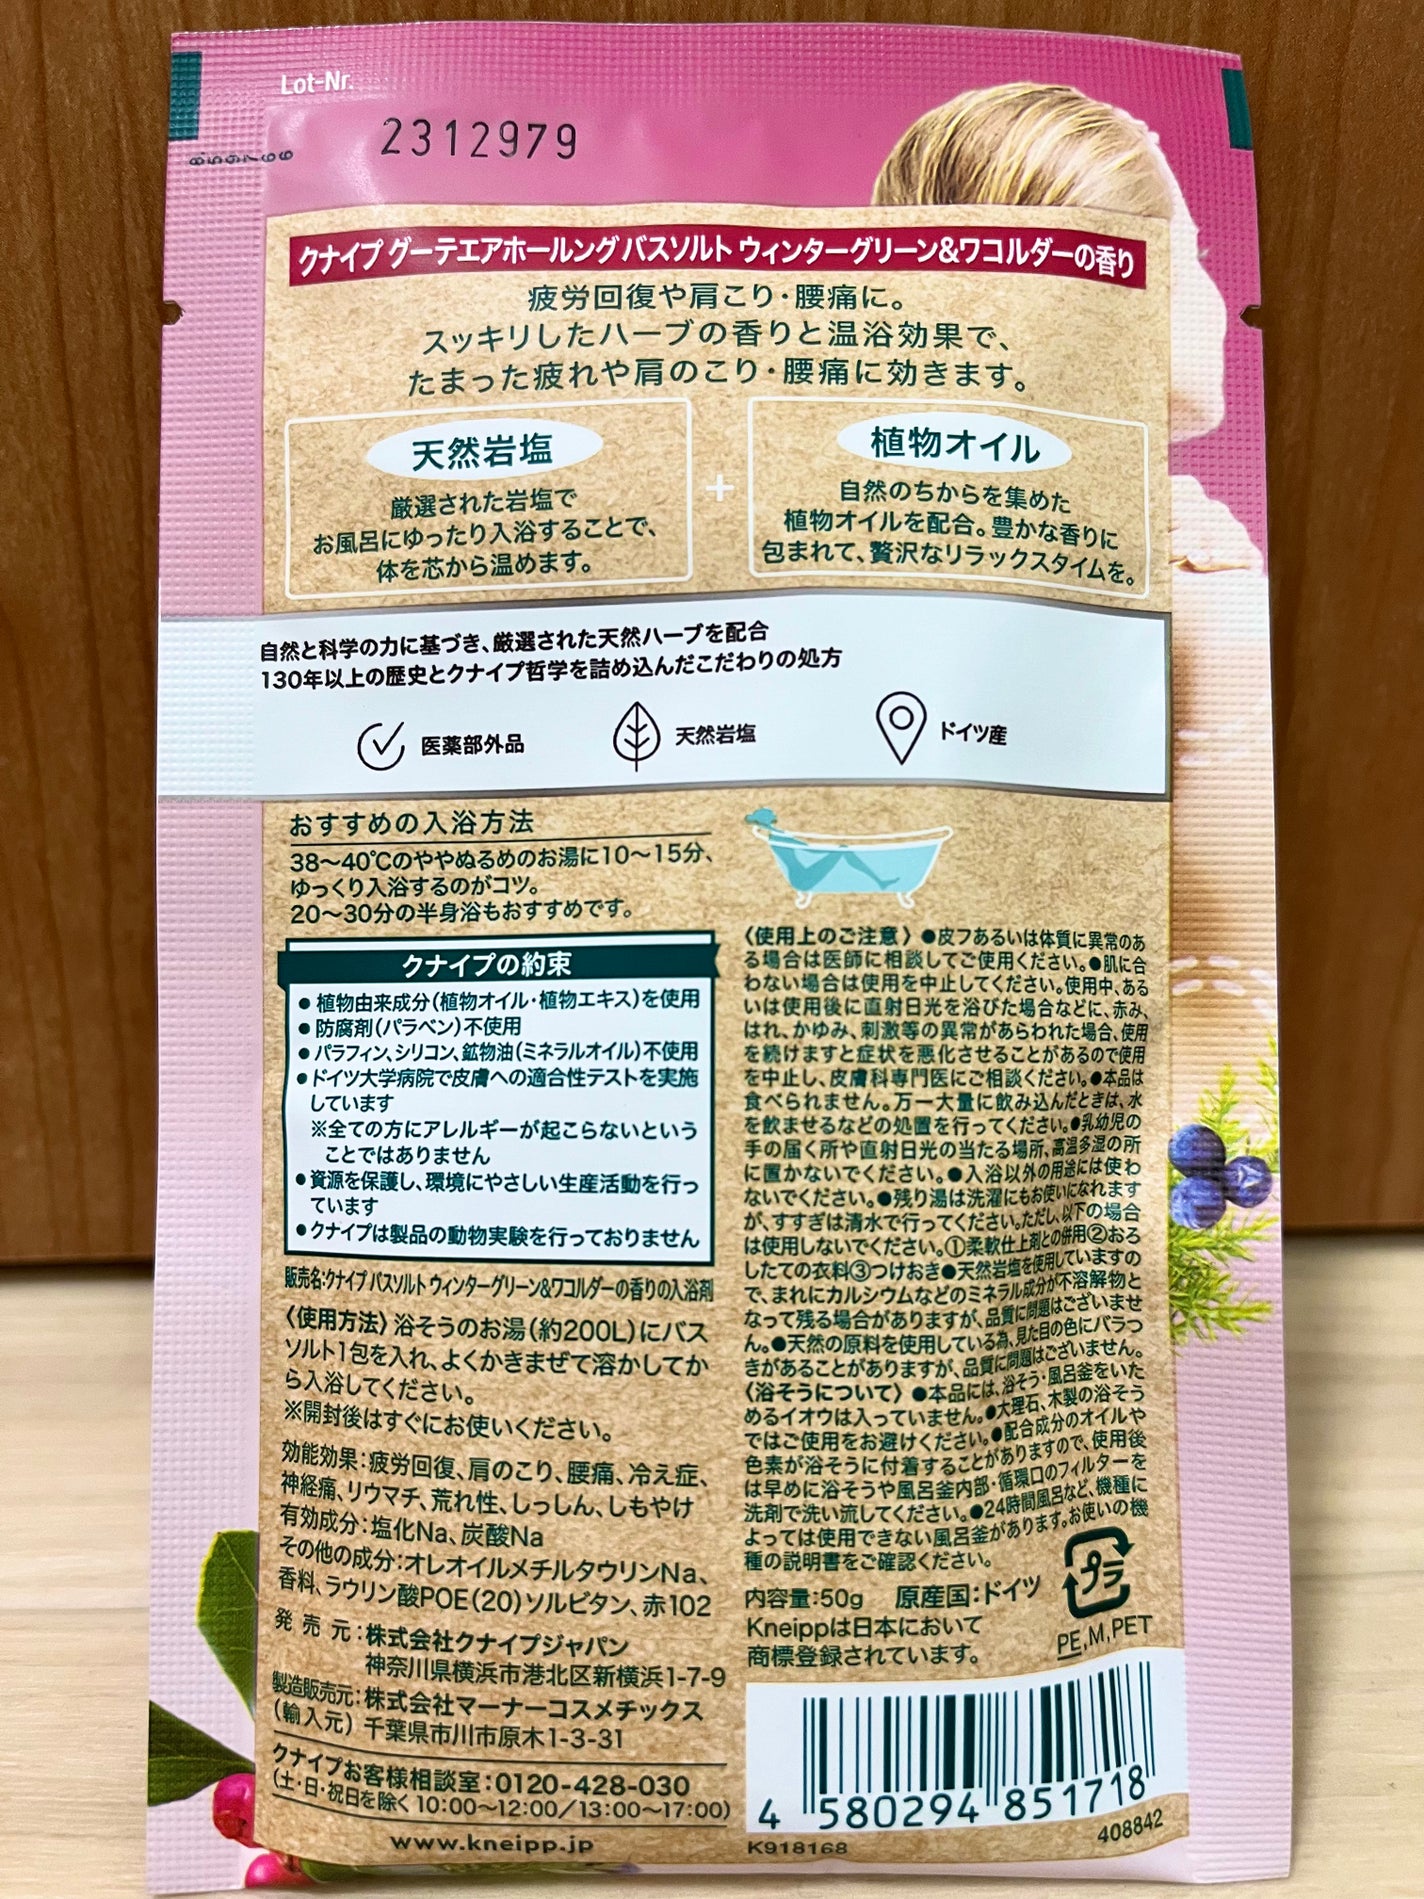 Lot-Nr.
2312979
クナイプ グーテエアホールング バスソルト ウィンターグリーン&ワコルダーの香り
疲労回復や肩こり・腰痛に。
スッキリしたハーブの香りと温浴効果で、
たまった疲れや肩のこり・腰痛に効きます。
天然岩塩
厳選された岩塩で
お風呂にゆったり入浴することで、
体を芯から温めます。
+
植物オイル
自然のちからを集めた
植物オイルを配合。豊かな香りに
包まれて、贅沢なリラックスタイムを。
自然と科学の力に基づき、厳選された天然ハーブを配合
130年以上の歴史とクナイプ哲学を詰め込んだこだわりの処方
医薬部外品
天然岩塩
ドイツ産
おすすめの入浴方法
38～40℃のややぬるめのお湯に10～15分、
ゆっくり入浴するのがコツ。
20～30分の半身浴もおすすめです。
クナイプの約束
●植物由来成分(植物オイル・植物エキス)を使用
●防腐剤(パラベン)不使用
●パラフィン、シリコン、鉱物油(ミネラルオイル)不使用
●ドイツ大学病院で皮膚への適合性テストを実施
しています
※全ての方にアレルギーが起こらないという
ことではありません
●資源を保護し、環境にやさしい生産活動を行っ
ています
●クナイプは製品の動物実験を行っておりません
販売名:クナイプ バスソルト ウィンターグリーン&ワコルダーの香りの入浴剤
〈使用方法〉浴そうのお湯(約200L)にバス
ソルト1包を入れ、よくかきまぜて溶かしてか
ら入浴してください。
※開封後はすぐにお使いください。
効能効果:疲労回復、肩のこり、腰痛、冷え症、
神経痛、リウマチ、荒れ性、しっしん、しもやけ
有効成分:塩化Na、炭酸Na
その他の成分:オレオイルメチルタウリンNa、
香料、ラウリン酸POE(20)ソルビタン、赤102
発売元:株式会社クナイプジャパン
神奈川県横浜市港北区新横浜1-7-9
製造販売元:株式会社マーナーコスメチックス
(輸入元)千葉県市川市原木1-3-31
クナイプお客様相談室:0120-428-030
(土・日・祝日を除く 10:00～12:00/13:00～17:00)
www.kneipp.jp
〈使用上のご注意〉●皮フあるいは体質に異常のあ
る場合は医師に相談してご使用ください。●肌に合
わない場合は使用を中止してください。使用中、ある
いは使用後に直射日光を浴びた場合などに、赤み、
はれ、かゆみ、刺激等の異常があらわれた場合、使用
を続けますと症状を悪化させることがあるので使用
を中止し、皮膚科専門医にご相談ください。●本品は
食べられません。万一大量に飲み込んだときは、水
を飲ませるなどの処置を行ってください。●乳幼児の
手の届く所や直射日光の当たる場所、高温多湿の所
に置かないでください。●入浴以外の用途には使わ
ないでください。●残り湯は洗濯にもお使いになれます
が、すすぎは清水で行ってください。ただし、以下の場合
は使用しないでください。①柔軟仕上剤との併用②おろ
したての衣料③つけおき●天然岩塩を使用していますの
で、まれにカルシウムなどのミネラル成分が不溶解物と
なって残る場合がありますが、品質に問題はございませ
ん。●天然の原料を使用している為、見た目の色にバラつ
きがあることがありますが、品質に問題はございません。
〈浴そうについて〉●本品には、浴そう・風呂釜をいた
めるイオウは入っていません。●大理石、木製の浴そう
ではご使用をお避けください。●配合成分のオイルや
色素が浴そうに付着することがありますので、使用後
は早めに浴そうや風呂釜内部・循環口のフィルターを
洗剤で洗い流してください。●24時間風呂など、機種に
よっては使用できない風呂釜があります。お使いの機
種の説明書をご確認ください。
内容量:50g 原産国:ドイツ
Kneippは日本において
商標登録されています。
プラ
PE,M,PET
4 580294 851718
K918168
408842